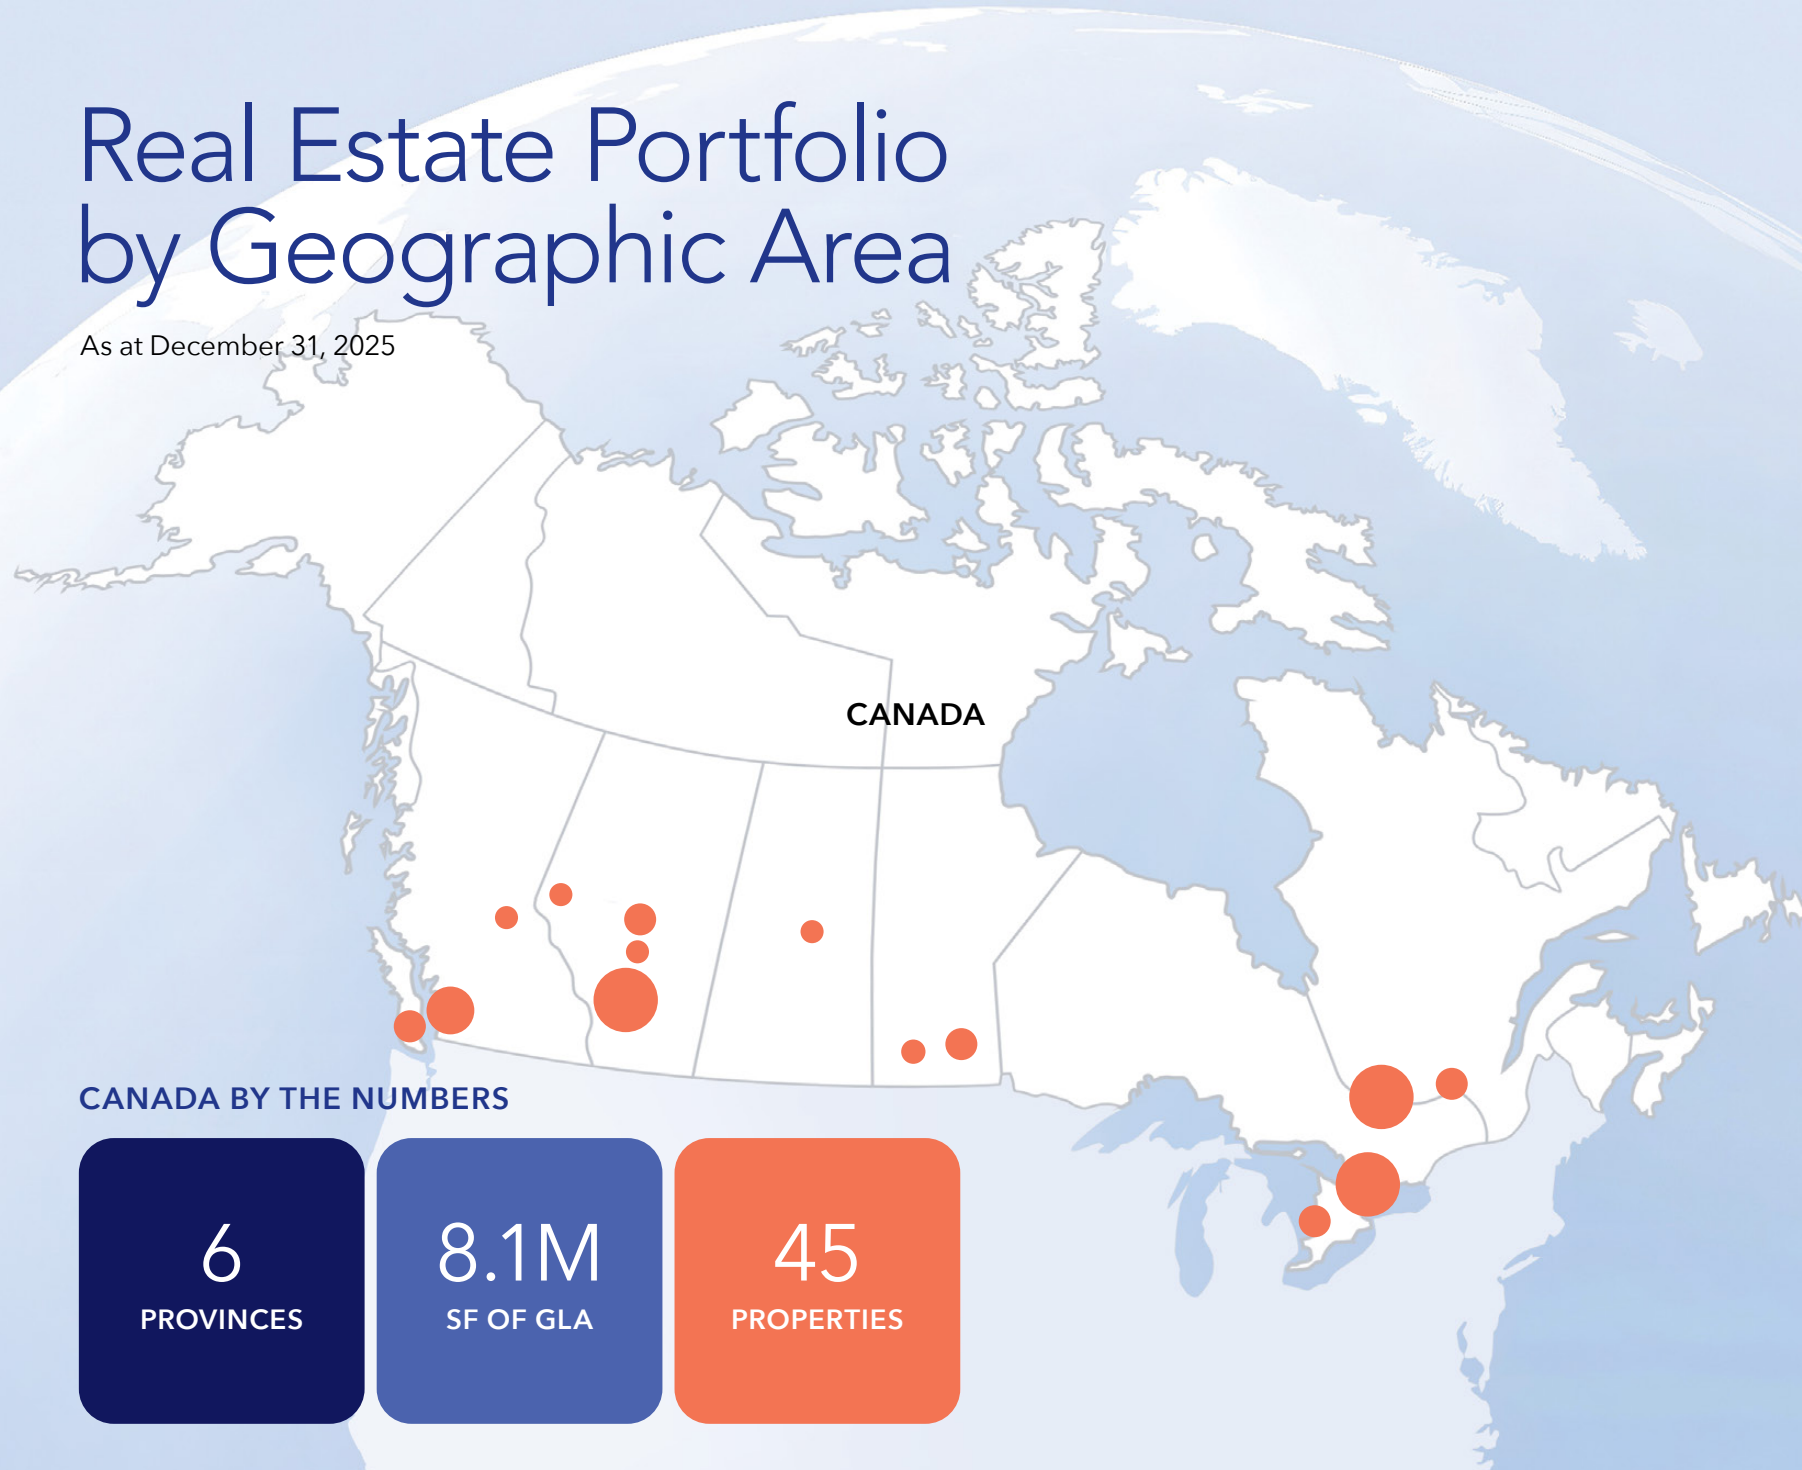 Real Estate Portfolio
by Geographic Area
As at December 31, 2025
CANADA
CANADA BY THE NUMBERS
6
PROVINCES
8.1M
SF OF GLA
45
PROPERTIES